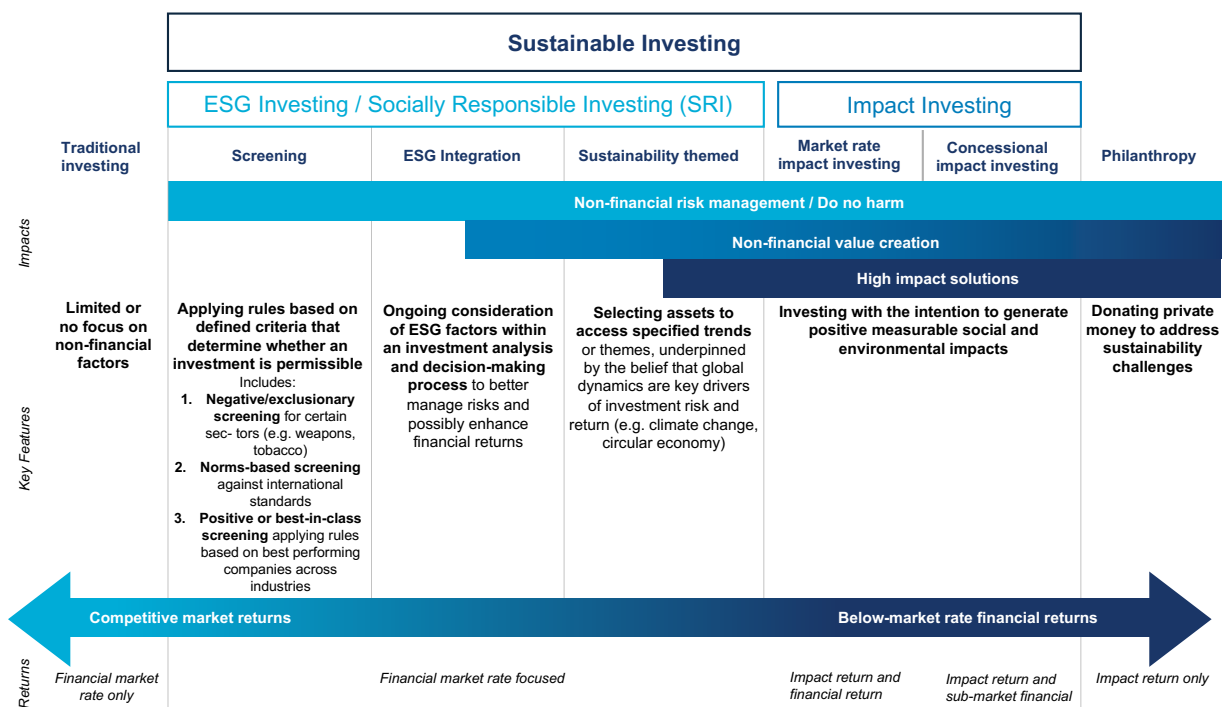 Sustainable Investing
ESG Investing / Socially Responsible Investing (SRI)
Impact Investing
Traditional
investing
Screening
ESG Integration
Sustainability themed
Market rate
impact investing
Concessional
impact investing
Philanthropy
Impacts
Non-financial risk management / Do no harm
Non-financial value creation
High impact solutions
Key Features
Limited or
no focus on
non-financial
factors
Applying rules based on
defined criteria that
determine whether an
investment is permissible
Includes:
1. Negative/exclusionary
screening for certain
sec- tors (e.g. weapons,
tobacco)
2. Norms-based screening
against international
standards
3. Positive or best-in-class
screening applying rules
based on best performing
companies across
industries
Ongoing consideration
of ESG factors within
an investment analysis
and decision-making
process to better
manage risks and
possibly enhance
financial returns
Selecting assets to
access specified trends
or themes, underpinned
by the belief that global
dynamics are key drivers
of investment risk and
return (e.g. climate change,
circular economy)
Investing with the intention to generate
positive measurable social and
environmental impacts
Donating private
money to address
sustainability
challenges
Competitive market returns
Below-market rate financial returns
Returns
Financial market
rate only
Financial market rate focused
Impact return and
financial return
Impact return and
sub-market financial
Impact return only